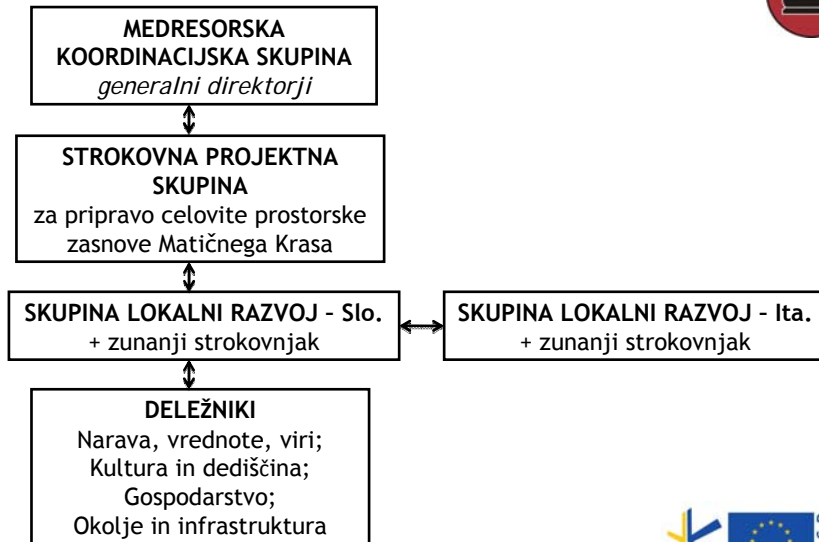 MEDRESORSKA
KOORDINACIJSKA SKUPINA
generalni direktorji
STROKOVNA PROJEKTNA
SKUPINA
za pripravo celovite prostorske
zasnove Matičnega Krasa
SKUPINA LOKALNI RAZVOJ – Slo.
+ zunanji strokovnjak
SKUPINA LOKALNI RAZVOJ – Ita.
+ zunanji strokovnjak
DELEŽNIKI
Narava, vrednote, viri;
Kultura in dediščina;
Gospodarstvo;
Okolje in infrastruktura